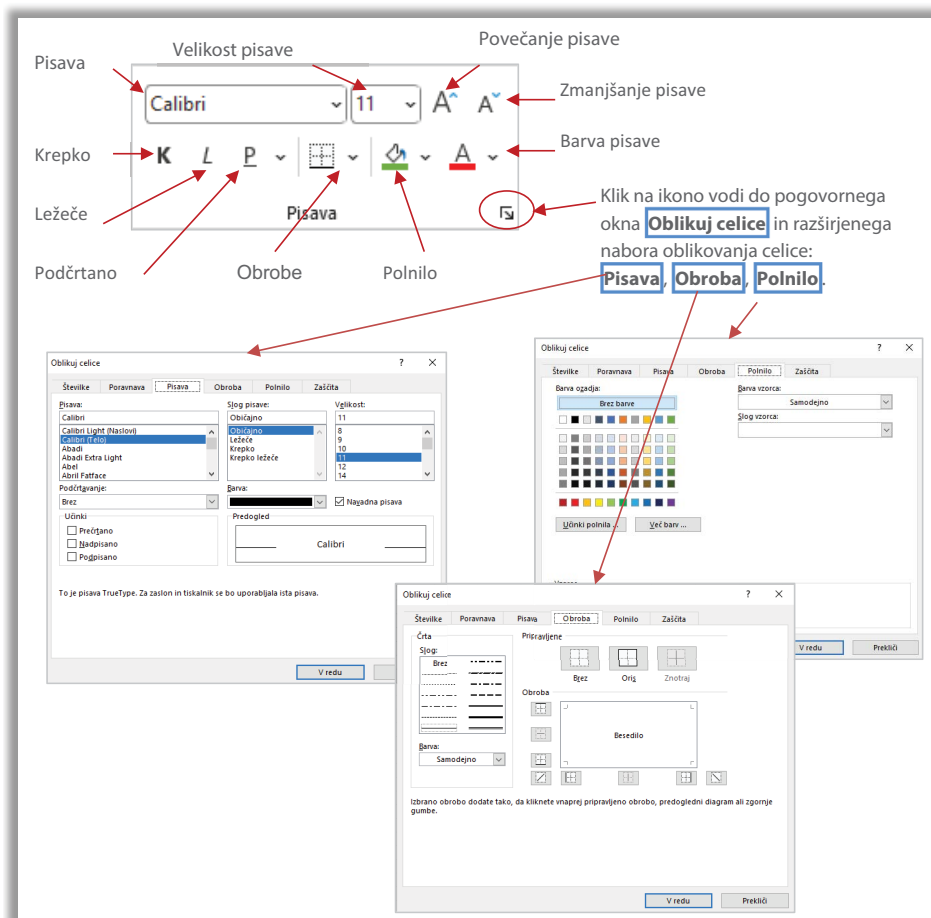 Povečanje pisave
Velikost pisave
Pisava
Zmanjšanje pisave
Calibri
11
A
A
Krepko
K
L
P
A
Barva pisave
Ležeče
Pisava
Klik na ikono vodi do pogovornega
okna Oblikuj celice in razširjenega
nabora oblikovanja celice:
Pisava, Obroba, Polnilo.
Podčrtano
Obrobe
Polnilo
Oblikuj celice
?
Številke Poravnava Pisava Obroba Polnilo Zaščita
Pisava:
Slog pisave:
Velikost:
Calibri
Običajno
11
Calibri Light (Naslovi)
Calibri (Telo)
Abadi
Abadi Extra Light
Abel
Abril Fatface
Običajno
Ležeče
Krepko
Krepko ležeče
8
9
10
11
12
14
Podčrtavanje:
Barva:
Brez
Navadna pisava
Učinki
Prečrtano
Nadpisano
Podpisano
Predogled
Calibri
To je pisava TrueType. Za zaslon in tiskalnik se bo uporabljala ista pisava.
V redu
Oblikuj celice
?
Številke Poravnava Pisava Obroba Polnilo Zaščita
Barva ozadja:
Brez barve
Barva vzorca:
Samodejno
Slog vzorca:
Učinki polnila ...
Več barv ...
V redu
Prekliči
Oblikuj celice
?
Številke Poravnava Pisava Obroba Polnilo Zaščita
Črta
Slog:
Brez
Barva:
Samodejno
Pripravljene
Brez
Oris
Znotraj
Obroba
Besedilo
Izbrano obrobo dodate tako, da kliknete vnaprej pripravljeno obrobo, predogledni diagram ali zgornje
gumbe.
V redu
Prekliči